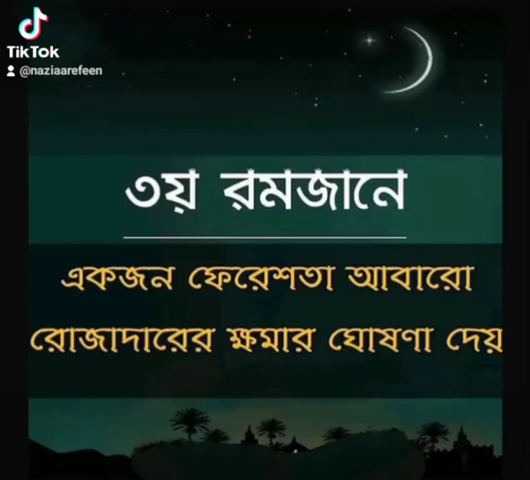 TikTok
@naziaarefeen
৩য় রমজানে
একজন ফেরেশতা আবারো
রোজাদারের ক্ষমার ঘোষণা দেয়